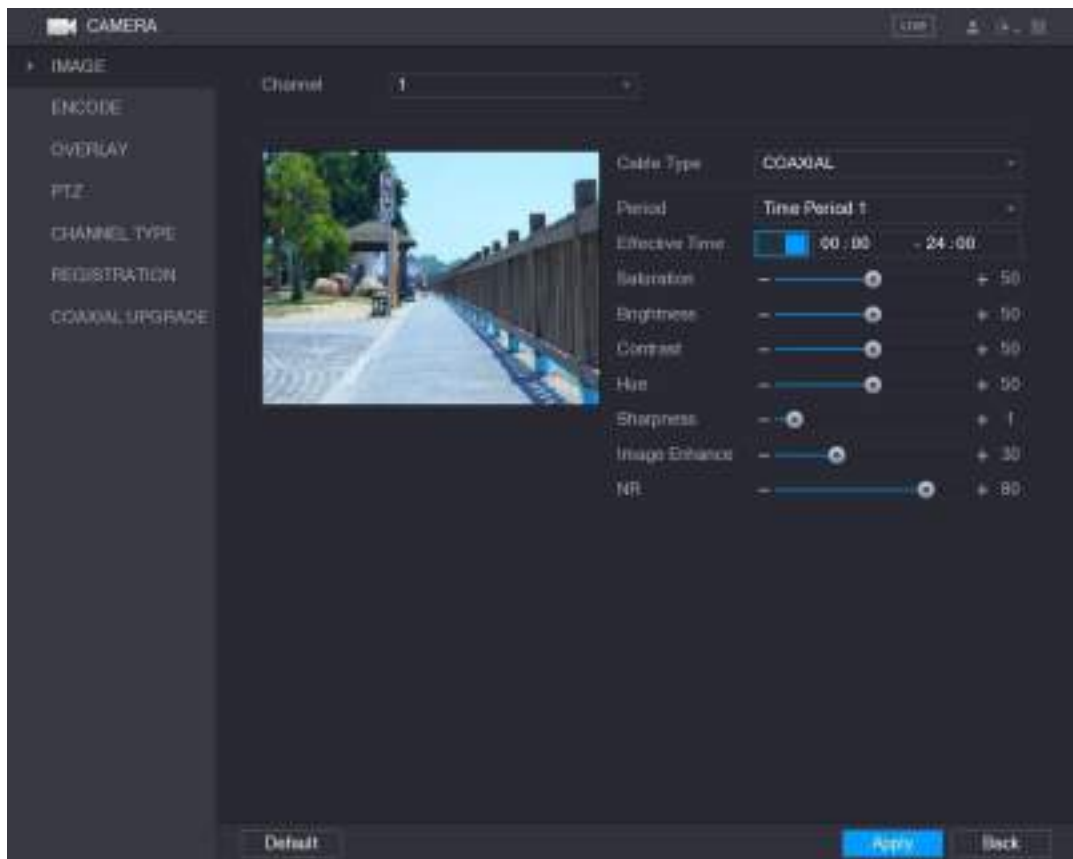 CAMERA
LIVE
IMAGE
ENCODE
OVERLAY
PTZ
CHANNEL TYPE
REGISTRATION
COAXIAL UPGRADE
Channel 1
Cable Type COAXIAL
Period Time Period 1
Effective Time 00 : 00 - 24 : 00
Saturation - + 50
Brightness - + 50
Contrast - + 50
Hue - + 50
Sharpness - + 1
Image Enhance - + 30
NR - + 80
Default Apply Back